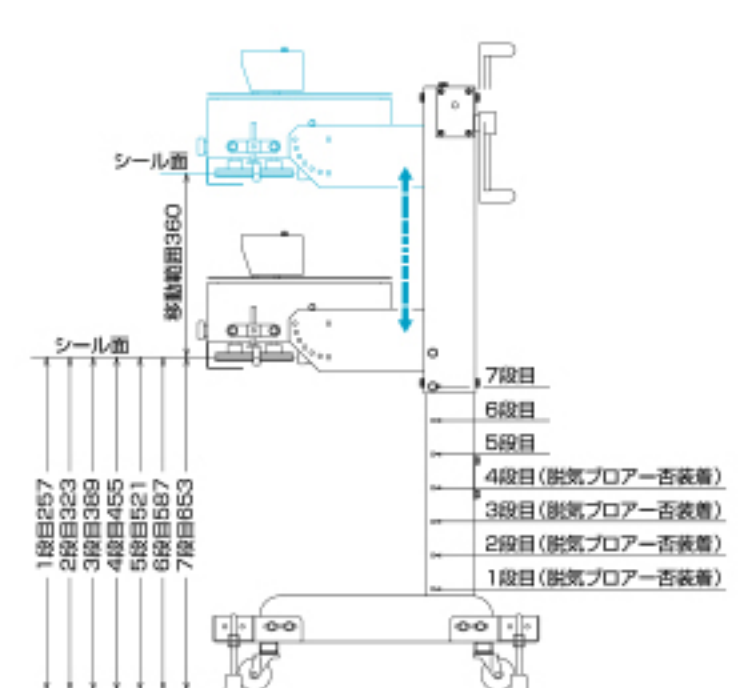 シール面
移動範囲360
シール面
7段目
6段目
5段目
4段目(脱気ブロアー否装着)
3段目(脱気ブロアー否装着)
2段目(脱気ブロアー否装着)
1段目(脱気ブロアー否装着)
1段目257
2段目323
3段目389
4段目455
5段目521
6段目587
7段目653